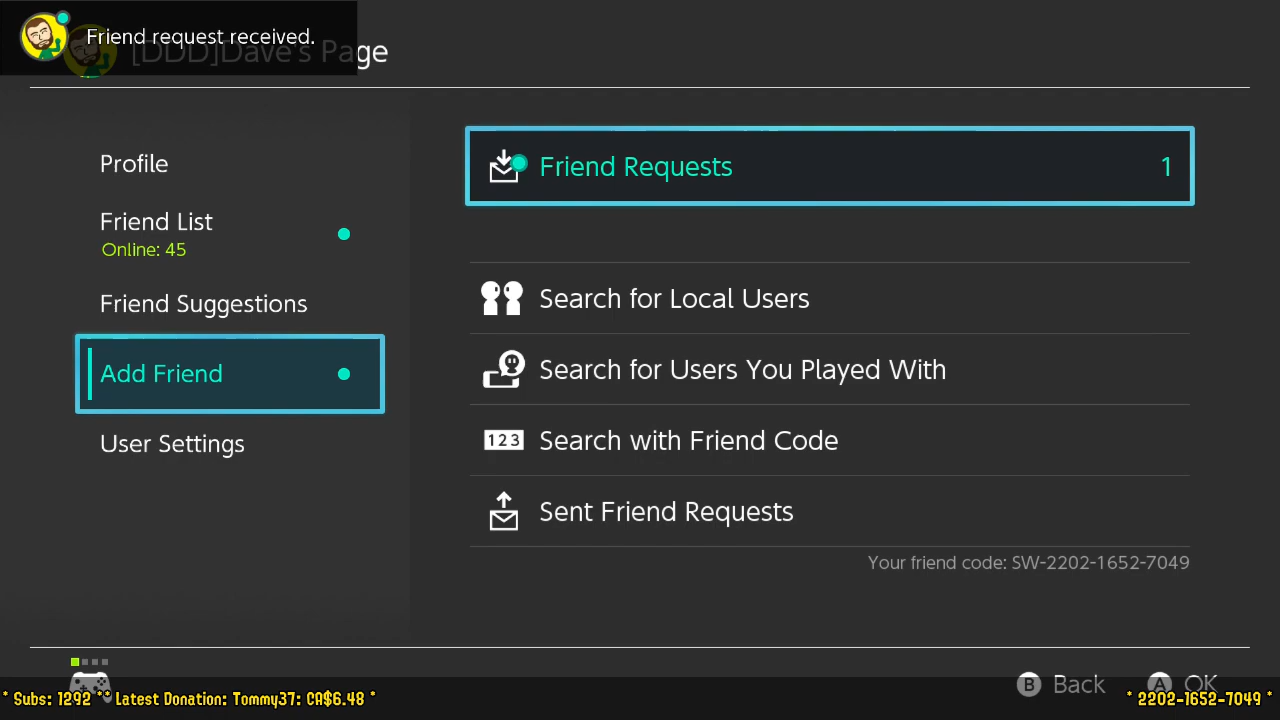 Friend request received.
[DDD]Dave's Page
Profile
Friend List
Online: 45
Friend Suggestions
Add Friend
User Settings
Friend Requests 1
Search for Local Users
Search for Users You Played With
123 Search with Friend Code
Sent Friend Requests
Your friend code: SW-2202-1652-7049
B Back A OK
* Subs: 1292 * * Latest Donation: Tommy37: CA$6.48 * * 2202-1652-7049 *